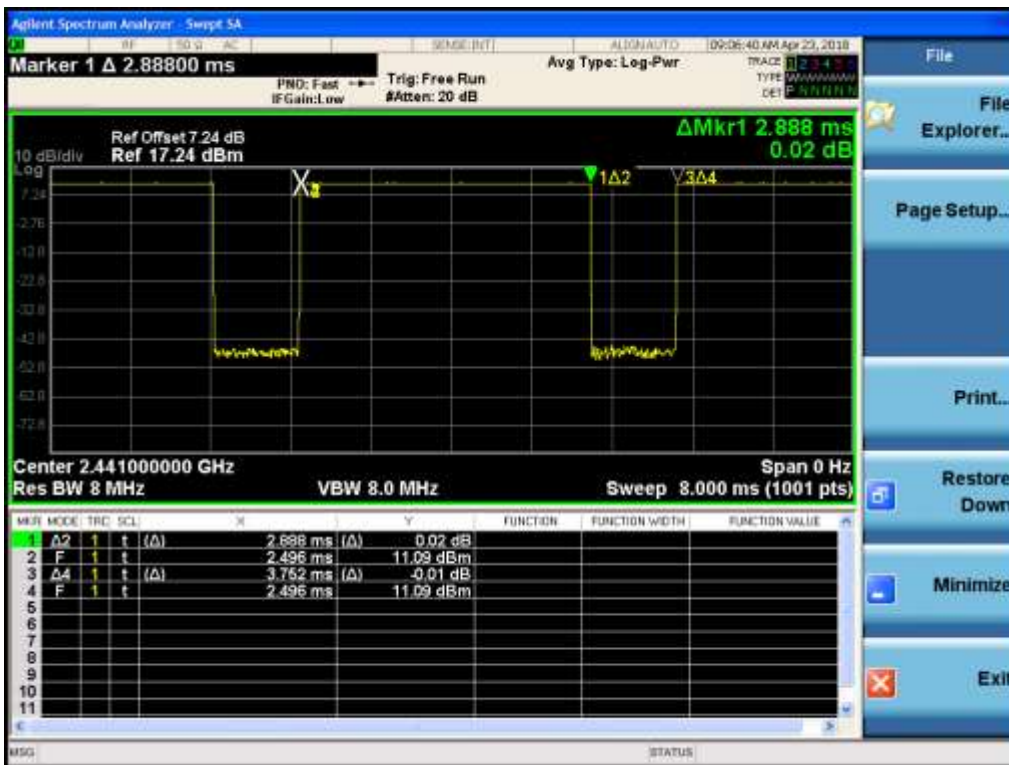 Agilent Spectrum Analyzer - Swept SA
RF 50 Ω AC SENSE:INT ALIGNAUTO 09:06:40 AM Apr 23, 2018
Marker 1 Δ 2.88800 ms
PNO: Fast
IFGain:Low
Trig: Free Run
#Atten: 20 dB
Avg Type: Log-Pwr
TRACE 1 2 3 4 5 6
TYPE
DET P N N N N N
Ref Offset 7.24 dB
10 dB/div Ref 17.24 dBm
Log
ΔMkr1 2.888 ms
0.02 dB
X 1Δ2 3Δ4
7.24
-2.76
-12.8
-22.8
-32.8
-42.8
-52.8
-62.8
-72.8
Center 2.441000000 GHz Span 0 Hz
Res BW 8 MHz VBW 8.0 MHz Sweep 8.000 ms (1001 pts)
MKR MODE TRC SCL X Y FUNCTION FUNCTION WIDTH FUNCTION VALUE
1 Δ2 1 t (Δ) 2.888 ms (Δ) 0.02 dB
2 F 1 t 2.496 ms 11.09 dBm
3 Δ4 1 t (Δ) 3.752 ms (Δ) -0.01 dB
4 F 1 t 2.496 ms 11.09 dBm
5
6
7
8
9
10
11
MSG STATUS
File
File
Explorer...
Page Setup...
Print...
Restore
Down
Minimize
Exit